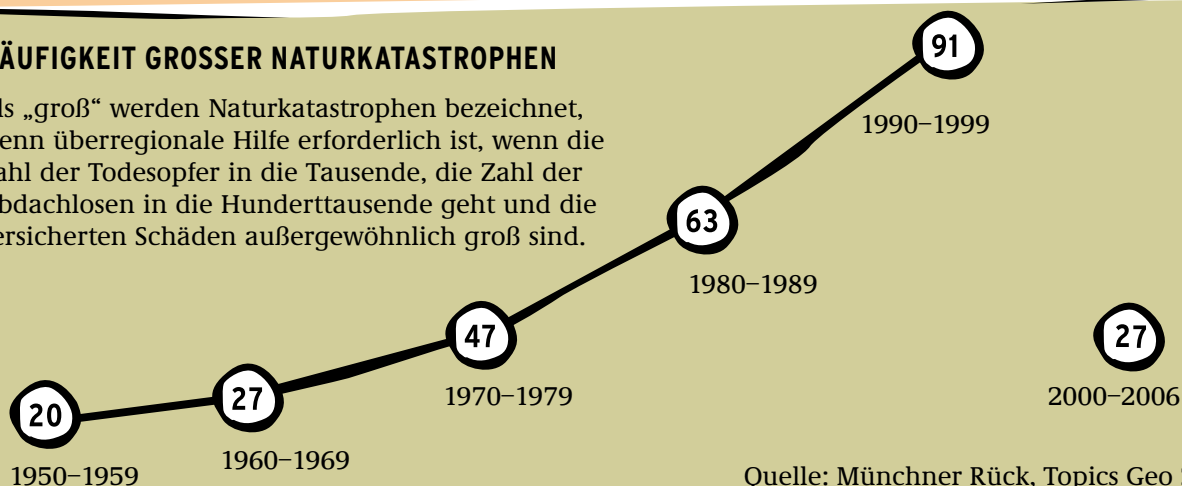 ÄUFIGKEIT GROSSER NATURKATASTROPHEN
ls „groß“ werden Naturkatastrophen bezeichnet,
enn überregionale Hilfe erforderlich ist, wenn die
ahl der Todesopfer in die Tausende, die Zahl der
bdachlosen in die Hunderttausende geht und die
ersicherten Schäden außergewöhnlich groß sind.
91
1990–1999
63
1980–1989
47
1970–1979
27
2000–2006
27
1960–1969
20
1950–1959
Quelle: Münchner Rück, Topics Geo